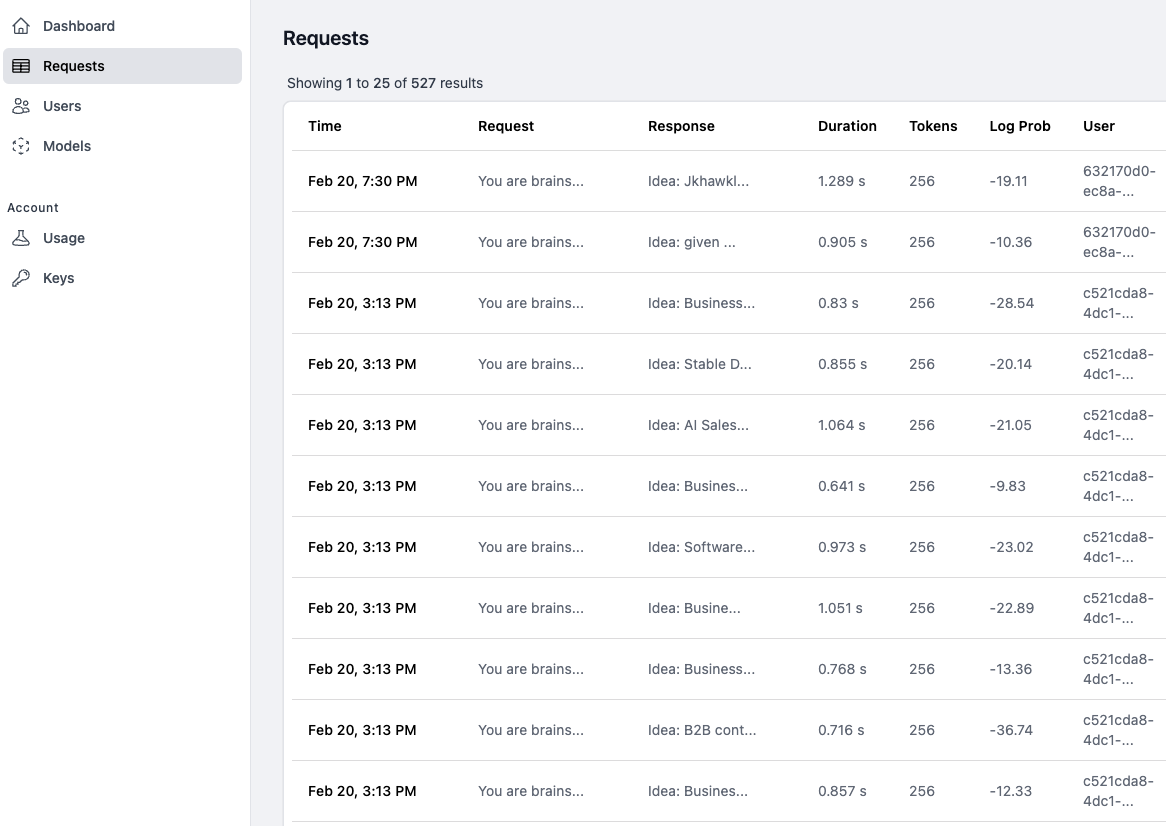 Dashboard
Requests
Users
Models
Account
Usage
Keys
Requests
Showing 1 to 25 of 527 results
Time Request Response Duration Tokens Log Prob User
Feb 20, 7:30 PM You are brains... Idea: Jkhawkl... 1.289 s 256 -19.11 632170d0-
ec8a-...
Feb 20, 7:30 PM You are brains... Idea: given ... 0.905 s 256 -10.36 632170d0-
ec8a-...
Feb 20, 3:13 PM You are brains... Idea: Business... 0.83 s 256 -28.54 c521cda8-
4dc1-...
Feb 20, 3:13 PM You are brains... Idea: Stable D... 0.855 s 256 -20.14 c521cda8-
4dc1-...
Feb 20, 3:13 PM You are brains... Idea: AI Sales... 1.064 s 256 -21.05 c521cda8-
4dc1-...
Feb 20, 3:13 PM You are brains... Idea: Busines... 0.641 s 256 -9.83 c521cda8-
4dc1-...
Feb 20, 3:13 PM You are brains... Idea: Software... 0.973 s 256 -23.02 c521cda8-
4dc1-...
Feb 20, 3:13 PM You are brains... Idea: Busine... 1.051 s 256 -22.89 c521cda8-
4dc1-...
Feb 20, 3:13 PM You are brains... Idea: Business... 0.768 s 256 -13.36 c521cda8-
4dc1-...
Feb 20, 3:13 PM You are brains... Idea: B2B cont... 0.716 s 256 -36.74 c521cda8-
4dc1-...
Feb 20, 3:13 PM You are brains... Idea: Busines... 0.857 s 256 -12.33 c521cda8-
4dc1-...